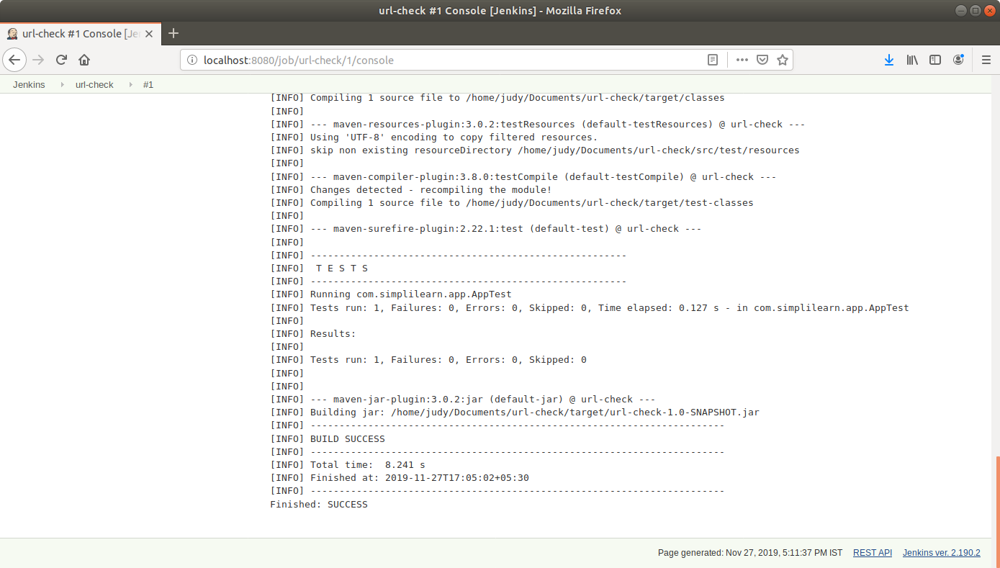 url-check #1 Console [Jenkins] - Mozilla Firefox
url-check #1 Console [Je
localhost:8080/job/url-check/1/console
Jenkins url-check #1
[INFO] Compiling 1 source file to /home/judy/Documents/url-check/target/classes
[INFO]
[INFO] --- maven-resources-plugin:3.0.2:testResources (default-testResources) @ url-check ---
[INFO] Using 'UTF-8' encoding to copy filtered resources.
[INFO] skip non existing resourceDirectory /home/judy/Documents/url-check/src/test/resources
[INFO]
[INFO] --- maven-compiler-plugin:3.8.0:testCompile (default-testCompile) @ url-check ---
[INFO] Changes detected - recompiling the module!
[INFO] Compiling 1 source file to /home/judy/Documents/url-check/target/test-classes
[INFO]
[INFO] --- maven-surefire-plugin:2.22.1:test (default-test) @ url-check ---
[INFO]
[INFO] -------------------------------------------------------
[INFO]  T E S T S
[INFO] -------------------------------------------------------
[INFO] Running com.simplilearn.app.AppTest
[INFO] Tests run: 1, Failures: 0, Errors: 0, Skipped: 0, Time elapsed: 0.127 s - in com.simplilearn.app.AppTest
[INFO]
[INFO] Results:
[INFO]
[INFO] Tests run: 1, Failures: 0, Errors: 0, Skipped: 0
[INFO]
[INFO]
[INFO] --- maven-jar-plugin:3.0.2:jar (default-jar) @ url-check ---
[INFO] Building jar: /home/judy/Documents/url-check/target/url-check-1.0-SNAPSHOT.jar
[INFO] ------------------------------------------------------------------------
[INFO] BUILD SUCCESS
[INFO] ------------------------------------------------------------------------
[INFO] Total time:  8.241 s
[INFO] Finished at: 2019-11-27T17:05:02+05:30
[INFO] ------------------------------------------------------------------------
Finished: SUCCESS
Page generated: Nov 27, 2019, 5:11:37 PM IST REST API Jenkins ver. 2.190.2